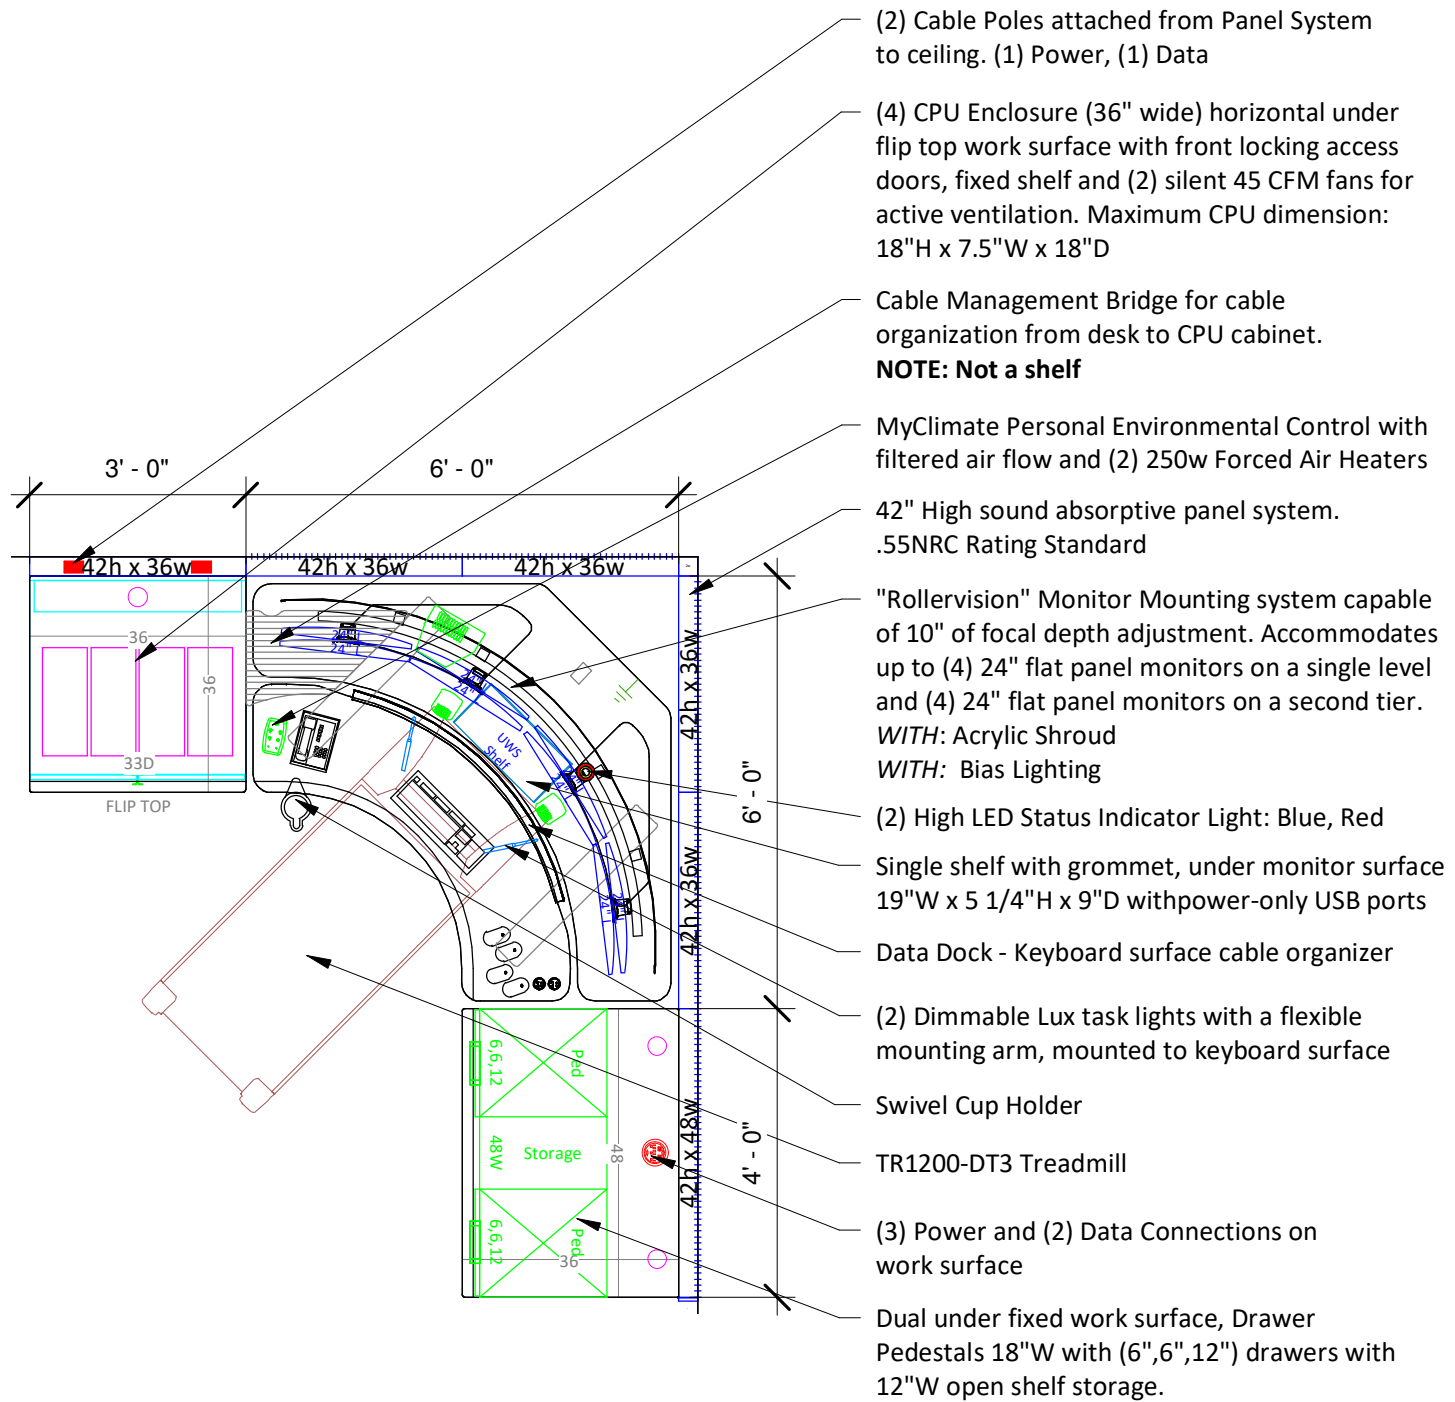 (2) Cable Poles attached from Panel System
to ceiling. (1) Power, (1) Data
(4) CPU Enclosure (36" wide) horizontal under
flip top work surface with front locking access
doors, fixed shelf and (2) silent 45 CFM fans for
active ventilation. Maximum CPU dimension:
18"H x 7.5"W x 18"D
Cable Management Bridge for cable
organization from desk to CPU cabinet.
NOTE: Not a shelf
MyClimate Personal Environmental Control with
filtered air flow and (2) 250w Forced Air Heaters
42" High sound absorptive panel system.
.55NRC Rating Standard
"Rollervision" Monitor Mounting system capable
of 10" of focal depth adjustment. Accommodates
up to (4) 24" flat panel monitors on a single level
and (4) 24" flat panel monitors on a second tier.
WITH: Acrylic Shroud
WITH: Bias Lighting
(2) High LED Status Indicator Light: Blue, Red
Single shelf with grommet, under monitor surface
19"W x 5 1/4"H x 9"D withpower-only USB ports
Data Dock - Keyboard surface cable organizer
(2) Dimmable Lux task lights with a flexible
mounting arm, mounted to keyboard surface
Swivel Cup Holder
TR1200-DT3 Treadmill
(3) Power and (2) Data Connections on
work surface
Dual under fixed work surface, Drawer
Pedestals 18"W with (6",6",12") drawers with
12"W open shelf storage.
3' - 0"
6' - 0"
42h x 36w
42h x 36w
42h x 36w
36
36
33D
FLIP TOP
24"
24"
24"
24"
UWS
Shelf
24"
24"
24"
24"
42h x 36w
42h x 36w
6' - 0"
6,6,12
Ped
48W
Storage
48
42h x 48w
4' - 0"
6,6,12
Ped
36